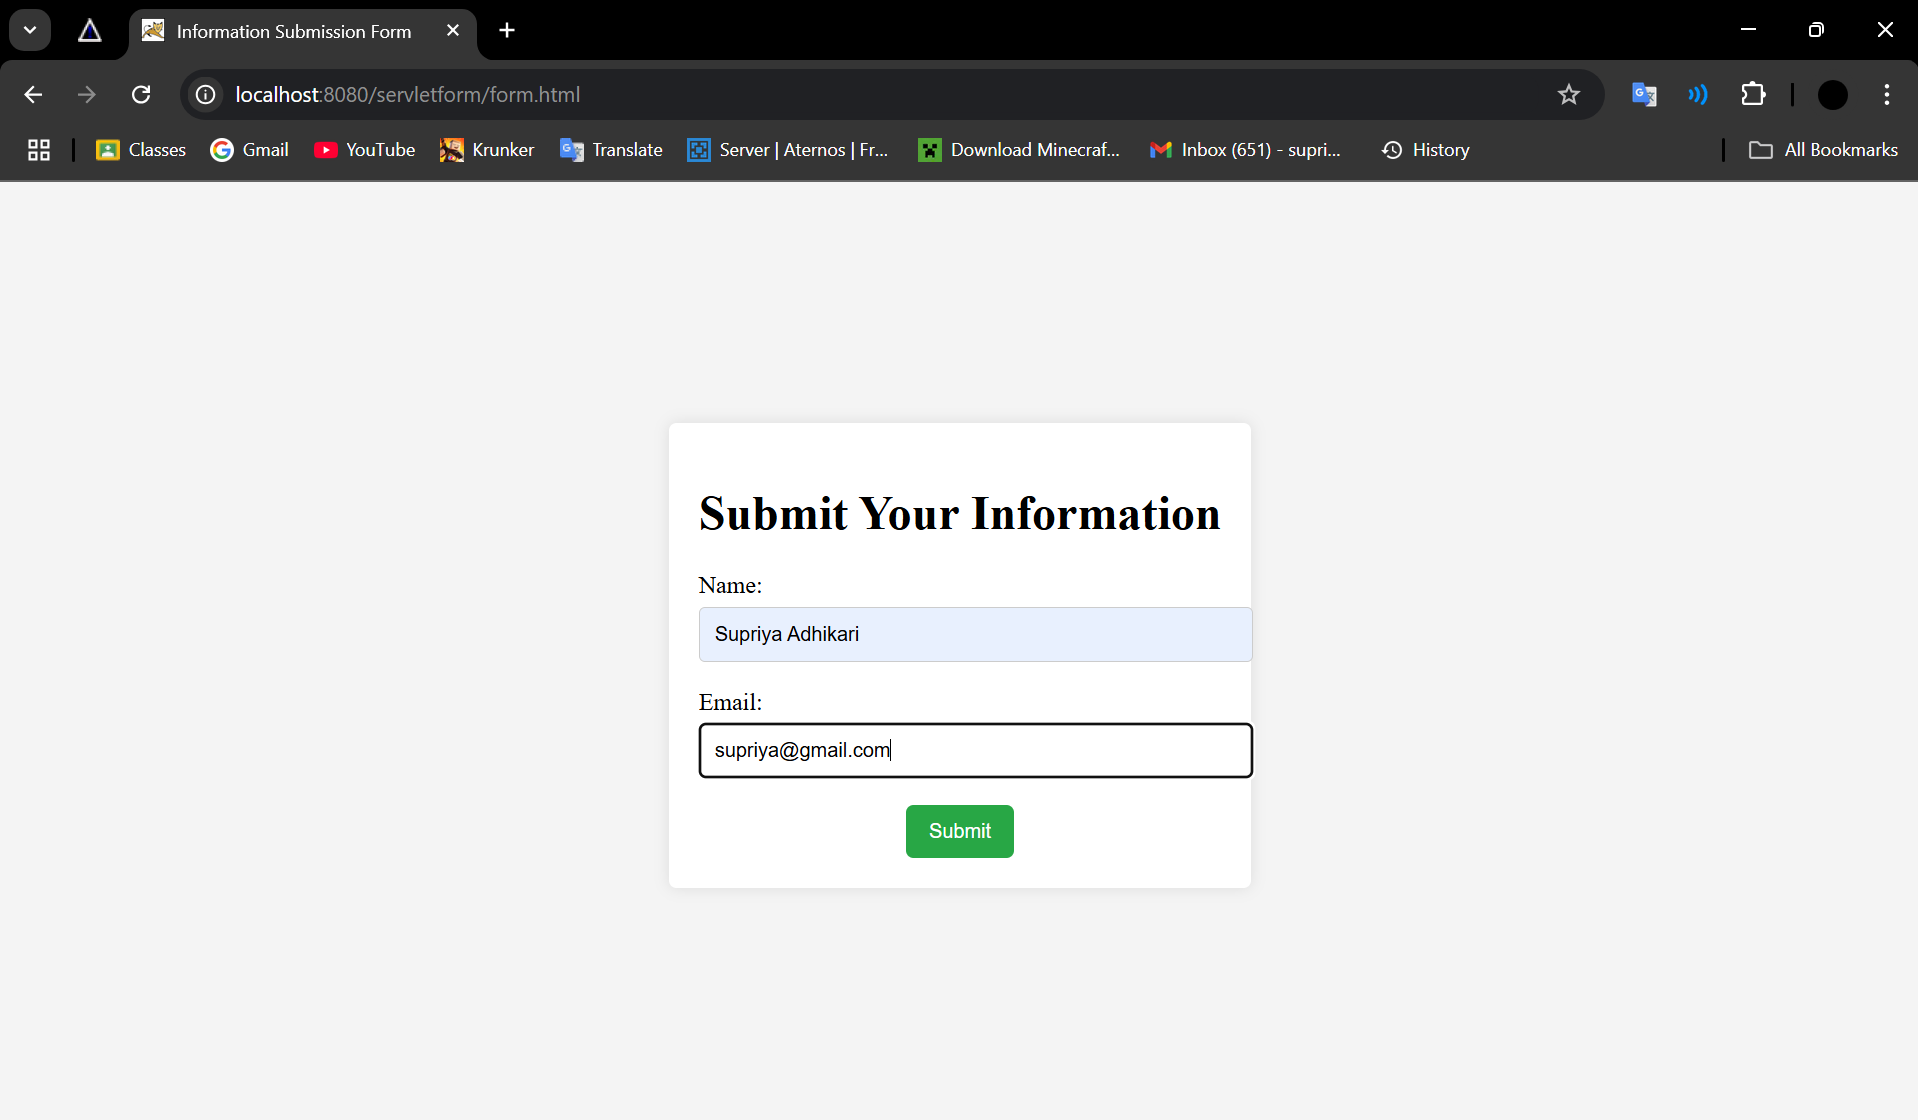 Information Submission Form
localhost:8080/servletform/form.html
Classes Gmail YouTube Krunker Translate Server | Aternos | Fr... Download Minecraf... Inbox (651) - supri... History All Bookmarks
Submit Your Information
Name:
Supriya Adhikari
Email:
supriya@gmail.com
Submit